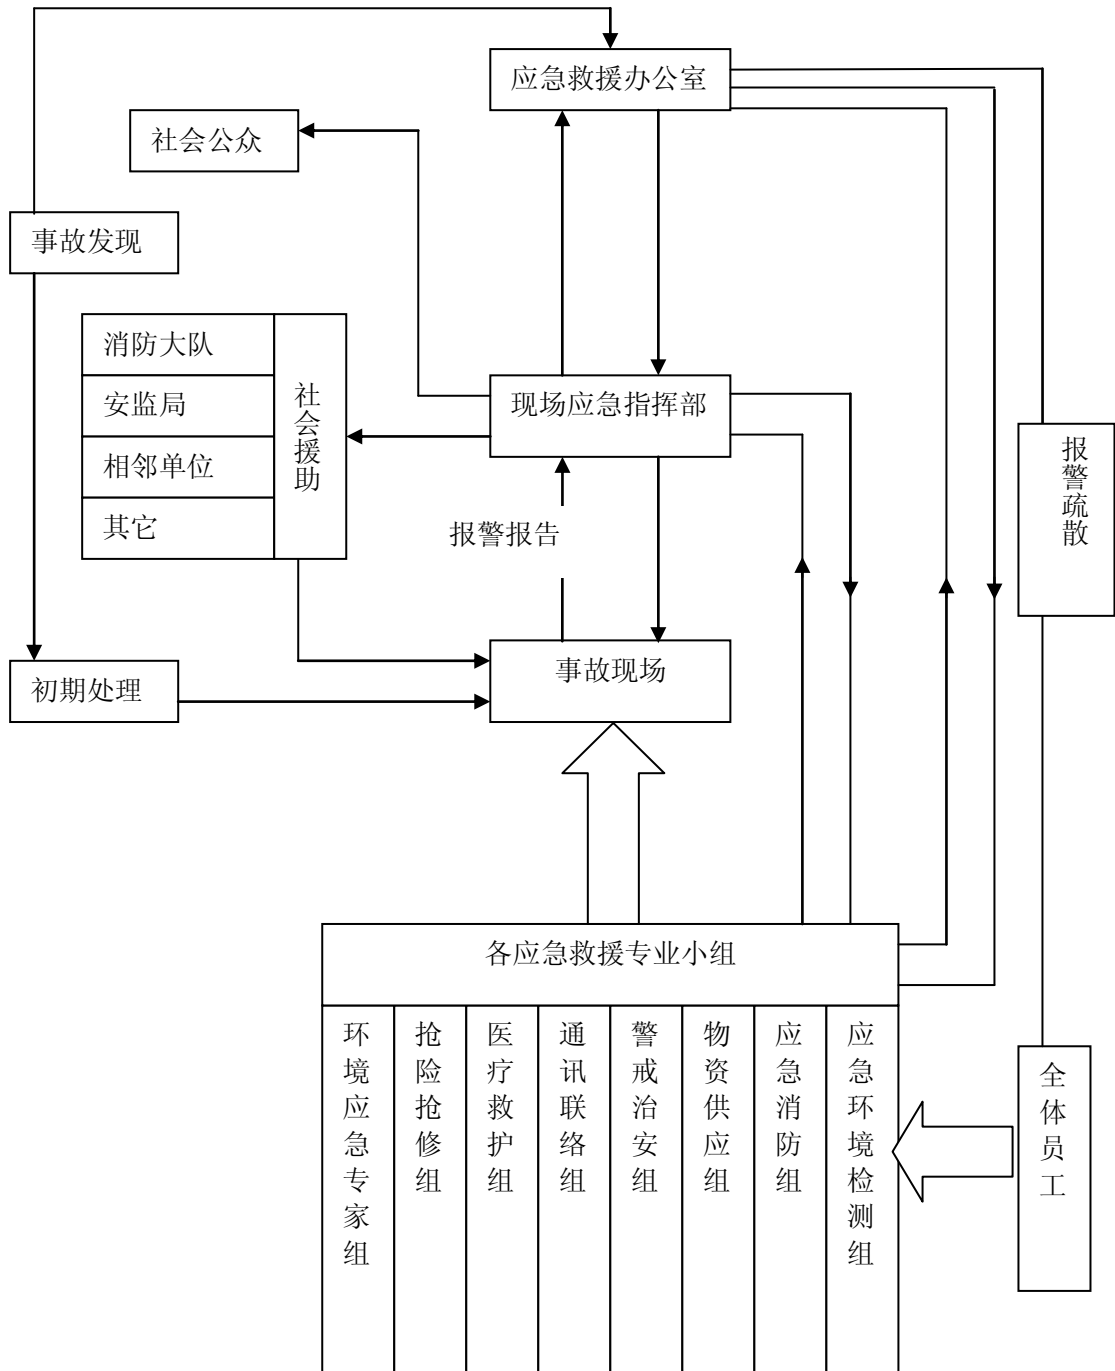 应急救援办公室
社会公众
事故发现
消防大队
安监局
相邻单位
其它
社会援助
现场应急指挥部
报警疏散
报警报告
初期处理
事故现场
各应急救援专业小组
环境应急专家组
抢险抢修组
医疗救护组
通讯联络组
警戒治安组
物资供应组
应急消防组
应急环境检测组
全体员工